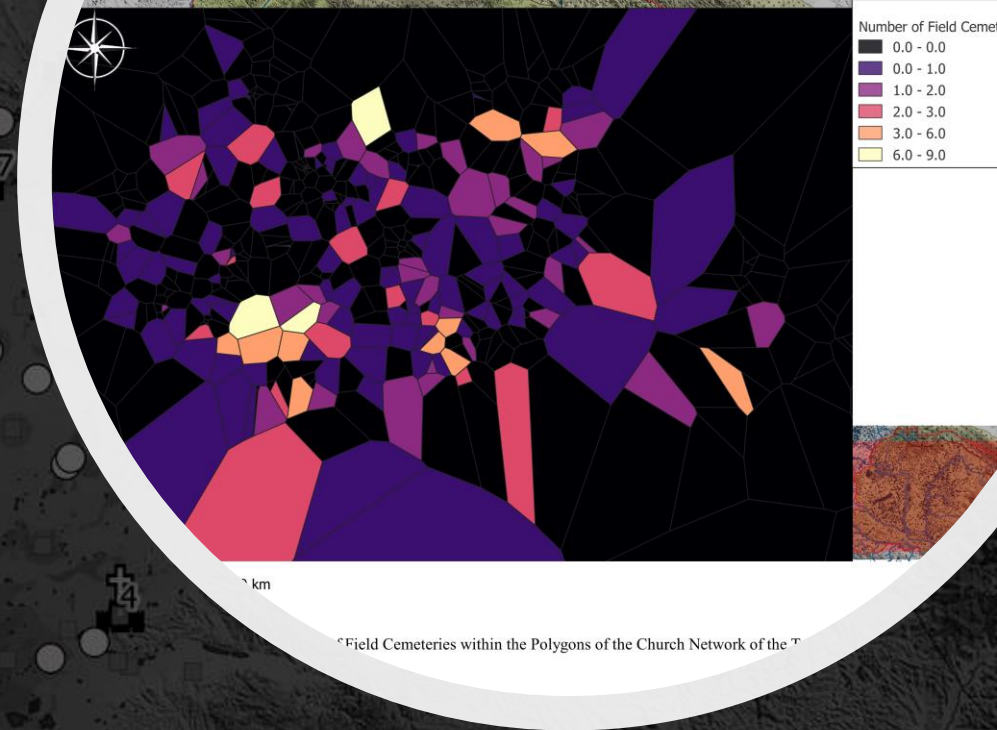 Number of Field Cemet
0.0 - 0.0
0.0 - 1.0
1.0 - 2.0
2.0 - 3.0
3.0 - 6.0
6.0 - 9.0
7
km
4
Field Cemeteries within the Polygons of the Church Network of the T